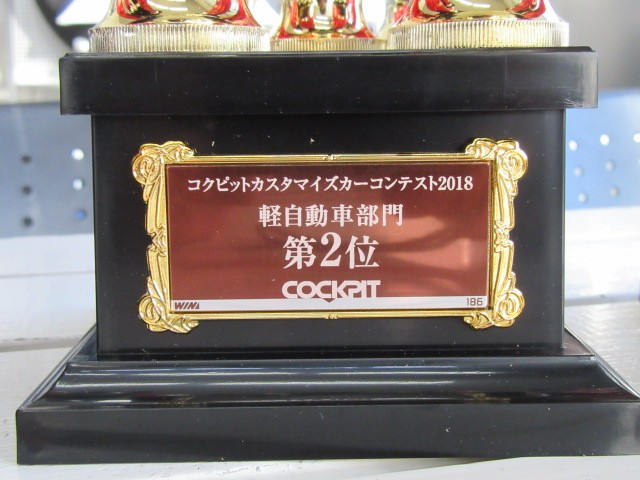 コクピットカスタマイズカーコンテスト2018
軽自動車部門
第2位
COCKPIT
186